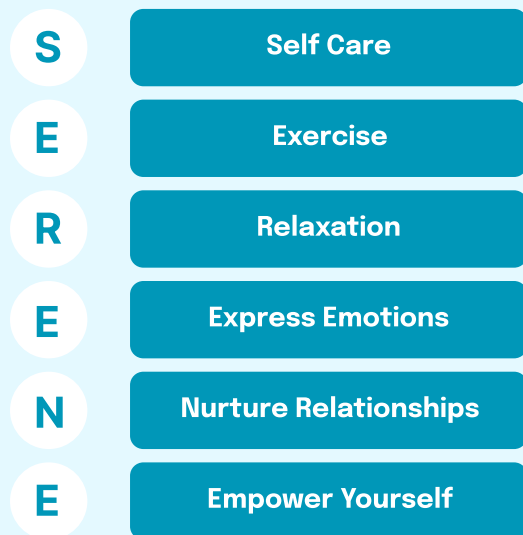 S Self Care
E Exercise
R Relaxation
E Express Emotions
N Nurture Relationships
E Empower Yourself